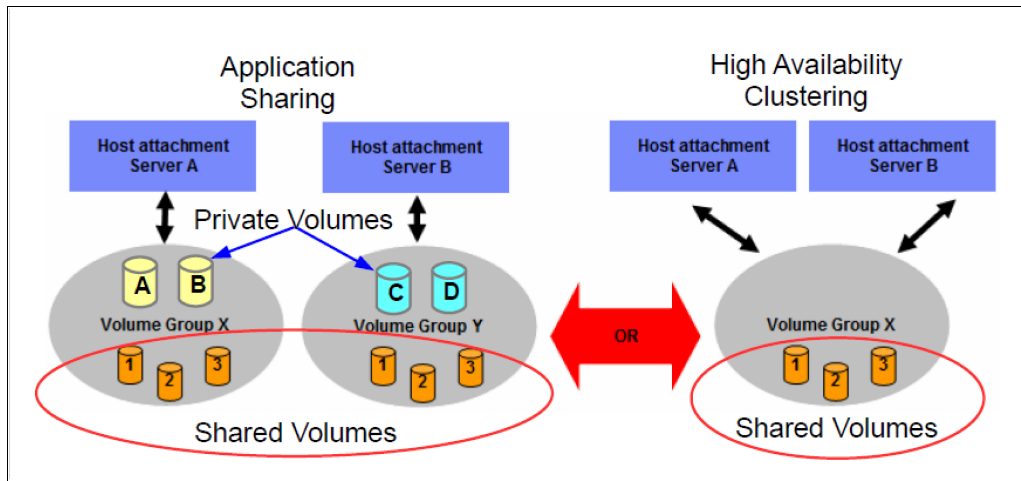 Application
Sharing
High Availability
Clustering
Host attachment
Server A
Host attachment
Server B
Host attachment
Server A
Host attachment
Server B
Private Volumes
A
B
C
D
Volume Group X
Volume Group Y
OR
Volume Group X
1
2
3
1
2
3
1
2
3
Shared Volumes
Shared Volumes